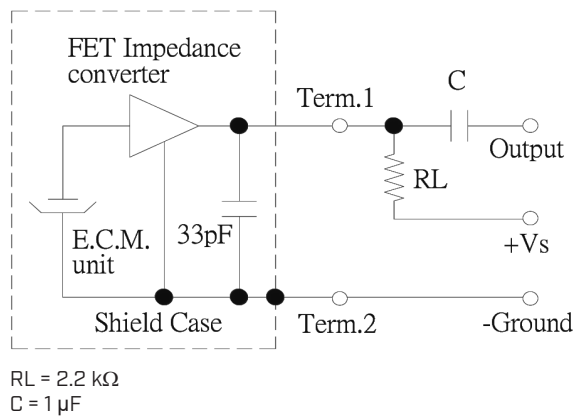 FET Impedance
converter
Term.1
C
Output
RL
+Vs
E.C.M.
unit
33pF
Shield Case
Term.2
-Ground
RL = 2.2 kΩ
C = 1 µF